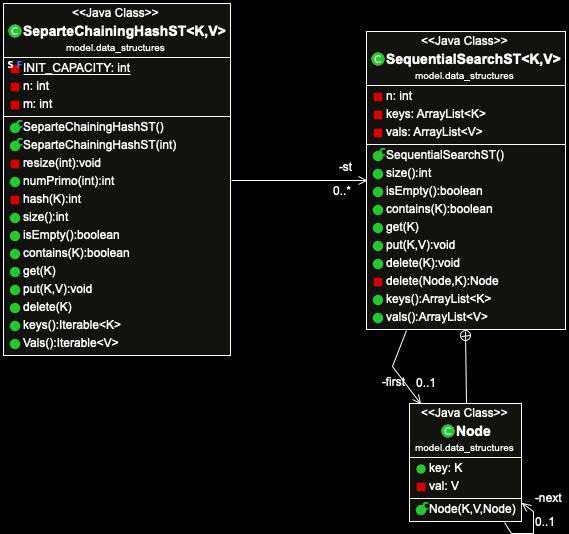 <<Java Class>>
SeparteChainingHashST<K,V>
model.data_structures
INIT_CAPACITY: int
n: int
m: int
SeparteChainingHashST()
SeparteChainingHashST(int)
resize(int):void
numPrimo(int):int
hash(K):int
size():int
isEmpty():boolean
contains(K):boolean
get(K)
put(K,V):void
delete(K)
keys():Iterable<K>
Vals():Iterable<V>
-st
0..*
<<Java Class>>
SequentialSearchST<K,V>
model.data_structures
n: int
keys: ArrayList<K>
vals: ArrayList<V>
SequentialSearchST()
size():int
isEmpty():boolean
contains(K):boolean
get(K)
put(K,V):void
delete(K):void
delete(Node,K):Node
keys():ArrayList<K>
vals():ArrayList<V>
-first
0..1
<<Java Class>>
Node
model.data_structures
key: K
val: V
Node(K,V,Node)
-next
0..1